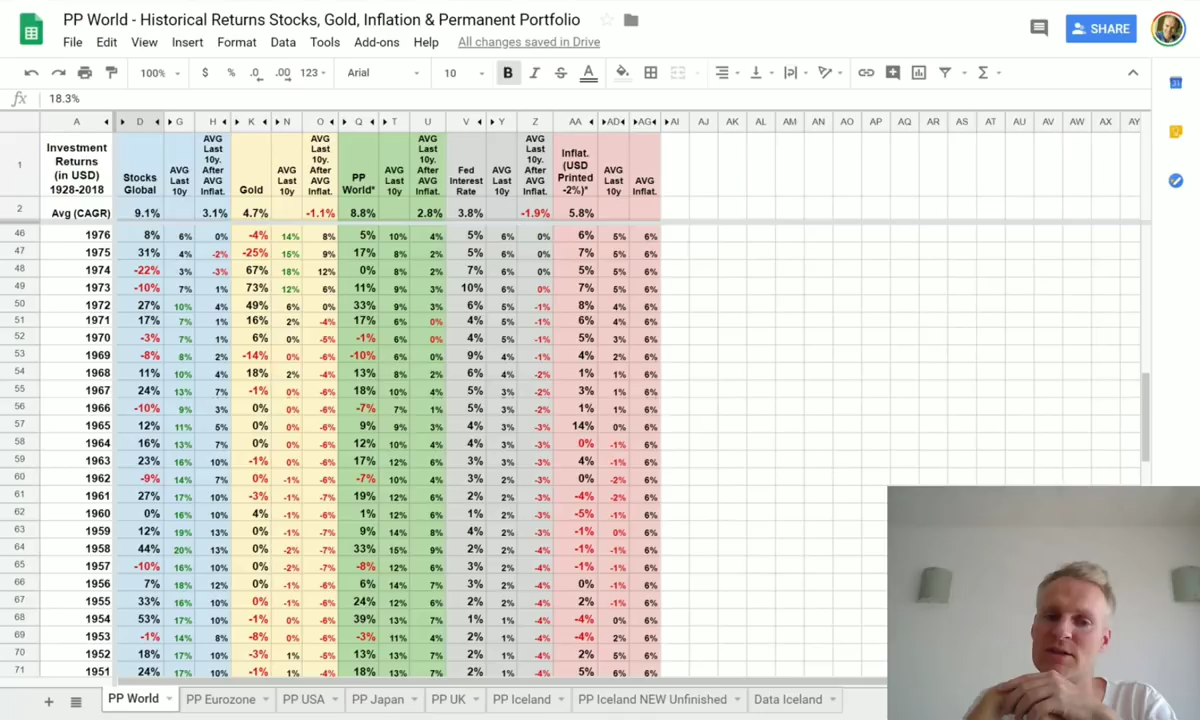 PP World - Historical Returns Stocks, Gold, Inflation & Permanent Portfolio
File Edit View Insert Format Data Tools Add-ons Help All changes saved in Drive
SHARE
100% $ % .0 .00 123 Arial 10 B I S A
fx 18.3%
A D G H K N O Q T U V Y Z AA AD AG AI AJ AK AL AM AN AO AP AQ AR AS AT AU AV AW AX AY
1 Investment Returns (in USD) 1928-2018 Stocks Global AVG Last 10y AVG Last 10y. After AVG Inflat. Gold AVG Last 10y AVG Last 10y. After AVG Inflat. PP World* AVG Last 10y AVG Last 10y. After AVG Inflat. Fed Interest Rate AVG Last 10y AVG Last 10y. After AVG Inflat. Inflat. (USD Printed -2%)* AVG Last 10y AVG Inflat.
2 Avg (CAGR) 9.1% 3.1% 4.7% -1.1% 8.8% 2.8% 3.8% -1.9% 5.8%
46 1976 8% 6% 0% -4% 14% 8% 5% 10% 4% 5% 6% 0% 6% 5% 6%
47 1975 31% 4% -2% -25% 15% 9% 17% 8% 2% 5% 6% 0% 7% 5% 6%
48 1974 -22% 3% -3% 67% 18% 12% 0% 8% 2% 7% 6% 0% 5% 5% 6%
49 1973 -10% 7% 1% 73% 12% 6% 11% 9% 3% 10% 6% 0% 7% 5% 6%
50 1972 27% 10% 4% 49% 6% 0% 33% 9% 3% 6% 5% -1% 8% 4% 6%
51 1971 17% 7% 1% 16% 2% -4% 17% 6% 0% 4% 5% -1% 6% 4% 6%
52 1970 -3% 7% 1% 6% 0% -5% -1% 6% 0% 4% 5% -1% 5% 3% 6%
53 1969 -8% 8% 2% -14% 0% -6% -10% 6% 0% 9% 4% -1% 4% 2% 6%
54 1968 11% 10% 4% 18% 2% -4% 13% 8% 2% 6% 4% -2% 1% 1% 6%
55 1967 24% 13% 7% -1% 0% -6% 18% 10% 4% 5% 3% -2% 3% 1% 6%
56 1966 -10% 9% 3% 0% 0% -6% -7% 7% 1% 5% 3% -2% 1% 1% 6%
57 1965 12% 11% 5% 0% 0% -6% 9% 9% 3% 4% 3% -3% 14% 0% 6%
58 1964 16% 13% 7% 0% 0% -6% 12% 10% 4% 4% 3% -3% 0% -1% 6%
59 1963 23% 16% 10% -1% 0% -6% 17% 12% 6% 3% 3% -3% 4% -1% 6%
60 1962 -9% 14% 7% 0% -1% -6% -7% 10% 4% 3% 2% -3% 0% -2% 6%
61 1961 27% 17% 10% -3% -1% -7% 19% 12% 6% 2% 2% -3% -4% -2% 6%
62 1960 0% 16% 10% 4% -1% -6% 1% 12% 6% 1% 2% -3% -5% -1% 6%
63 1959 12% 19% 13% 0% -1% -7% 9% 14% 8% 4% 2% -3% -1% -1% 6%
64 1958 44% 20% 13% 0% -2% -7% 33% 15% 9% 2% 2% -4% -1% -1% 6%
65 1957 -10% 16% 10% 0% -2% -7% -8% 12% 6% 3% 2% -4% -1% -1% 6%
66 1956 7% 18% 12% 0% -1% -6% 6% 14% 7% 3% 2% -4% 0% -1% 6%
67 1955 33% 16% 10% 0% -1% -6% 24% 12% 6% 2% 2% -4% 2% -1% 6%
68 1954 53% 17% 10% -1% 0% -6% 39% 13% 7% 1% 1% -4% -4% 0% 6%
69 1953 -1% 14% 8% -8% 0% -6% -3% 11% 4% 2% 1% -4% -4% 2% 6%
70 1952 18% 17% 10% -3% 1% -5% 13% 13% 7% 2% 1% -4% 2% 5% 6%
71 1951 24% 17% 10% -1% 1% -4% 18% 13% 7% 2% 1% -4% 5% 6% 6%
PP World PP Eurozone PP USA PP Japan PP UK PP Iceland PP Iceland NEW Unfinished Data Iceland